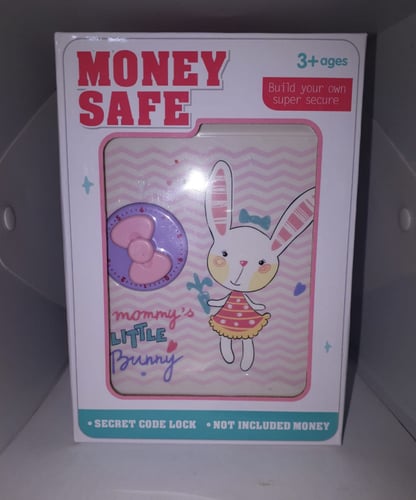 MONEY
SAFE
3+ages
Build your own
super secure
mommy's
LITTLE
Bunny
• SECRET CODE LOCK • NOT INCLUDED MONEY